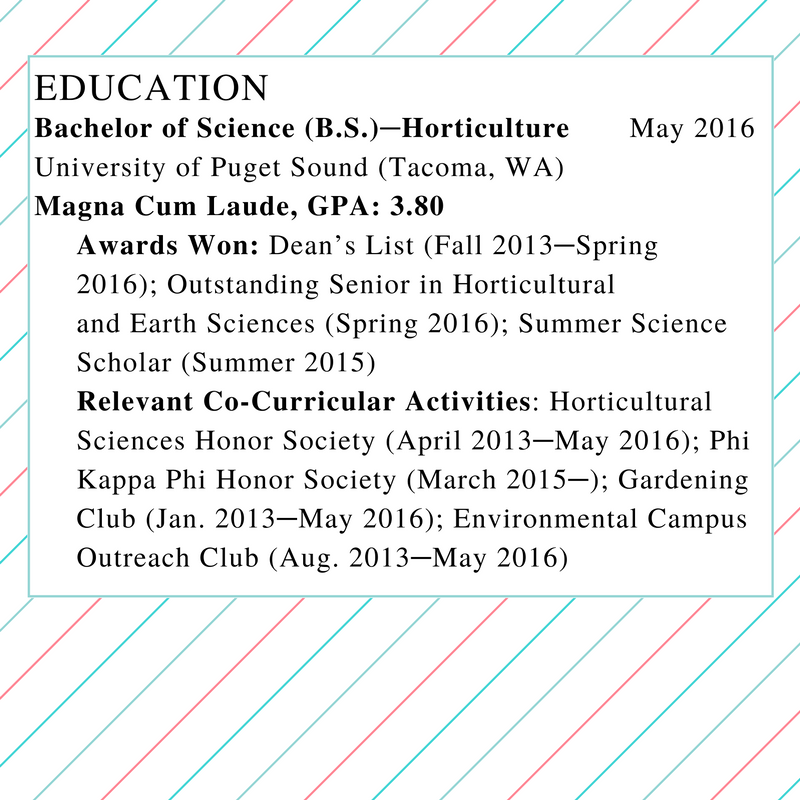 EDUCATION
Bachelor of Science (B.S.)—Horticulture May 2016
University of Puget Sound (Tacoma, WA)
Magna Cum Laude, GPA: 3.80
Awards Won: Dean’s List (Fall 2013—Spring
2016); Outstanding Senior in Horticultural
and Earth Sciences (Spring 2016); Summer Science
Scholar (Summer 2015)
Relevant Co-Curricular Activities: Horticultural
Sciences Honor Society (April 2013—May 2016); Phi
Kappa Phi Honor Society (March 2015—); Gardening
Club (Jan. 2013—May 2016); Environmental Campus
Outreach Club (Aug. 2013—May 2016)